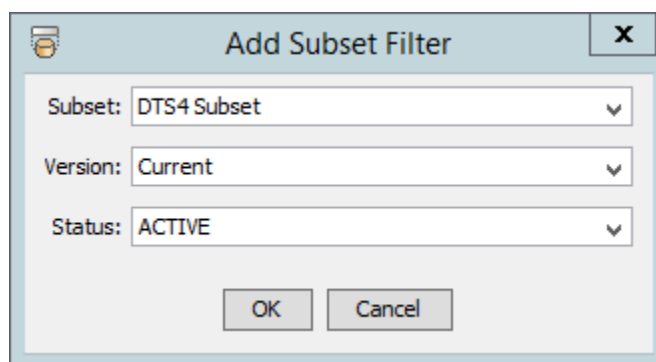 Add Subset Filter x
Subset: DTS4 Subset
Version: Current
Status: ACTIVE
OK Cancel